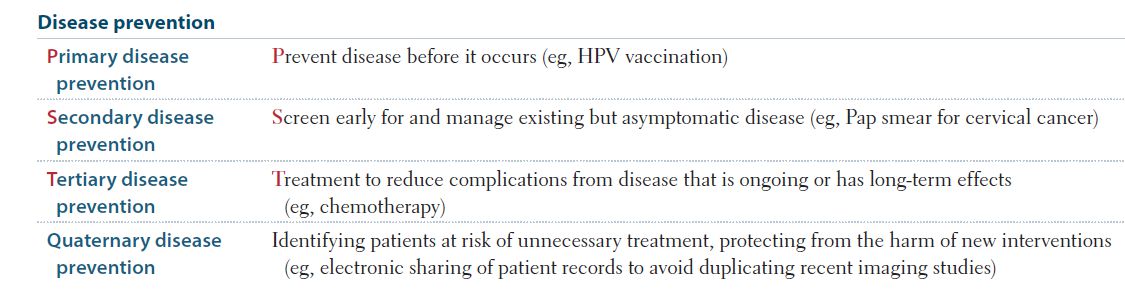 Disease prevention
Primary disease prevention
Prevent disease before it occurs (eg, HPV vaccination)
Secondary disease prevention
Screen early for and manage existing but asymptomatic disease (eg, Pap smear for cervical cancer)
Tertiary disease prevention
Treatment to reduce complications from disease that is ongoing or has long-term effects
(eg, chemotherapy)
Quaternary disease prevention
Identifying patients at risk of unnecessary treatment, protecting from the harm of new interventions
(eg, electronic sharing of patient records to avoid duplicating recent imaging studies)